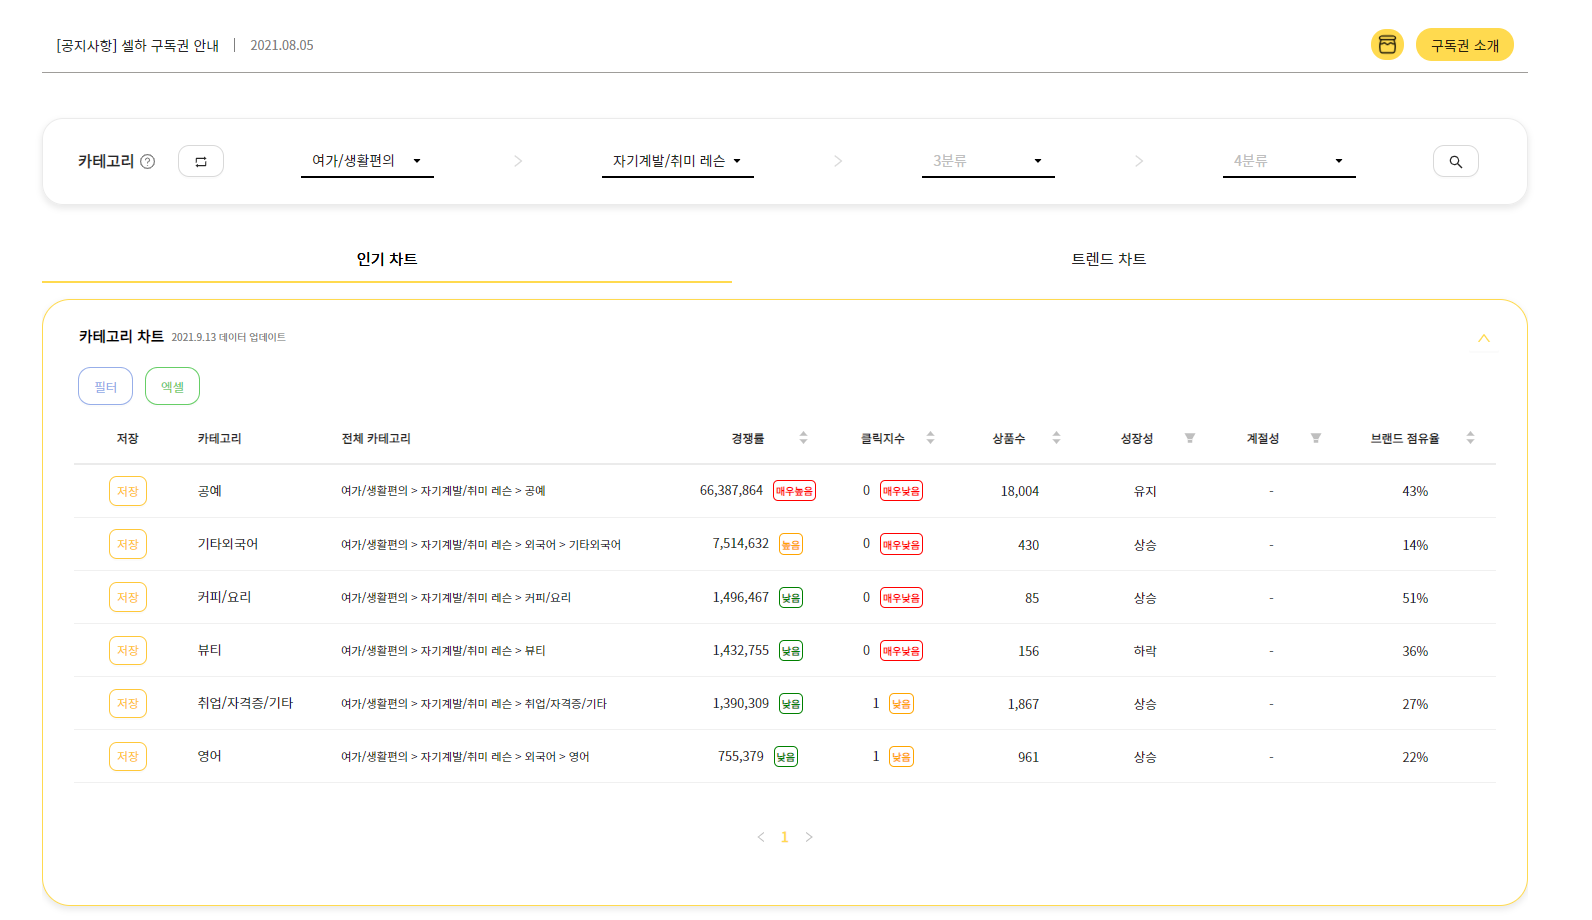 [공지사항] 셀하 구독권 안내 | 2021.08.05 구독권 소개
카테고리 ? 여가/생활편의 > 자기계발/취미 레슨 > 3분류 > 4분류
인기 차트 트렌드 차트
카테고리 차트 2021.9.13 데이터 업데이트
필터 엑셀
저장 카테고리 전체 카테고리 경쟁률 클릭지수 상품수 성장성 계절성 브랜드 점유율
저장 공예 여가/생활편의 > 자기계발/취미 레슨 > 공예 66,387,864 매우높음 0 매우낮음 18,004 유지 - 43%
저장 기타외국어 여가/생활편의 > 자기계발/취미 레슨 > 외국어 > 기타외국어 7,514,632 높음 0 매우낮음 430 상승 - 14%
저장 커피/요리 여가/생활편의 > 자기계발/취미 레슨 > 커피/요리 1,496,467 낮음 0 매우낮음 85 상승 - 51%
저장 뷰티 여가/생활편의 > 자기계발/취미 레슨 > 뷰티 1,432,755 낮음 0 매우낮음 156 하락 - 36%
저장 취업/자격증/기타 여가/생활편의 > 자기계발/취미 레슨 > 취업/자격증/기타 1,390,309 낮음 1 낮음 1,867 상승 - 27%
저장 영어 여가/생활편의 > 자기계발/취미 레슨 > 외국어 > 영어 755,379 낮음 1 낮음 961 상승 - 22%
< 1 >